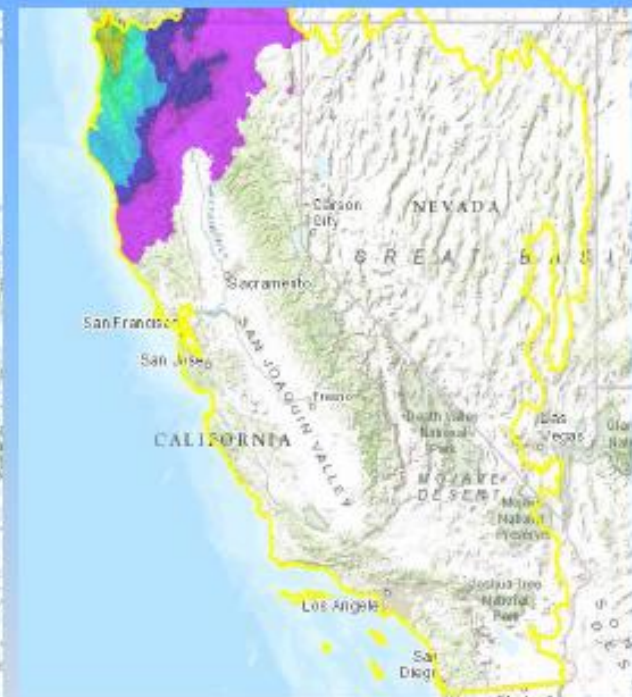 Carson
City
NEVADA
GREAT BASI
Sacramento
San Francisco
San Jose
SAN JOAQUIN VALLEY
Fresno
CALIFORNIA
Death Valley
National
Park
Las
Vegas
MOJAVE
DESERT
Mojave
National
Preserve
Joshua Tree
National
Park
Los Angeles
San
Diego